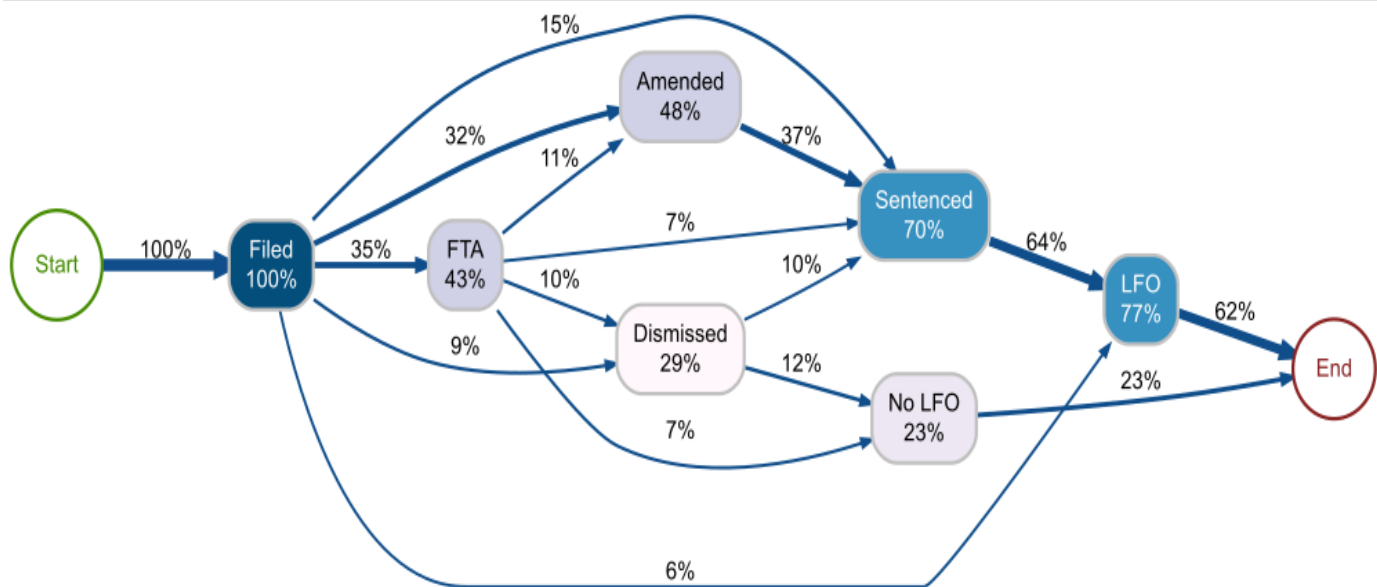 15%
Amended
48%
32%
37%
11%
Sentenced
70%
7%
Start
100%
Filed
100%
35%
FTA
43%
64%
10%
10%
LFO
77%
62%
Dismissed
29%
9%
12%
End
23%
No LFO
23%
7%
6%